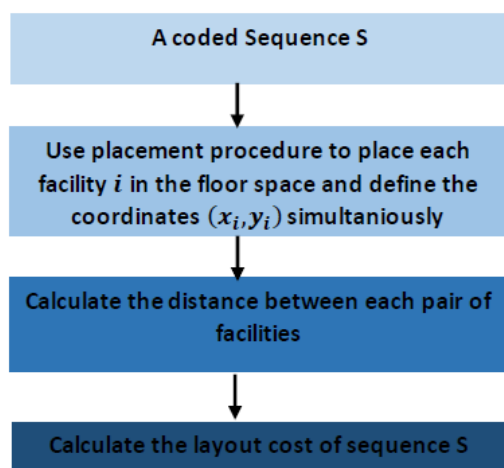 A coded Sequence S
Use placement procedure to place each
facility i in the floor space and define the
coordinates (xi,yi) simultaniously
Calculate the distance between each pair of
facilities
Calculate the layout cost of sequence S